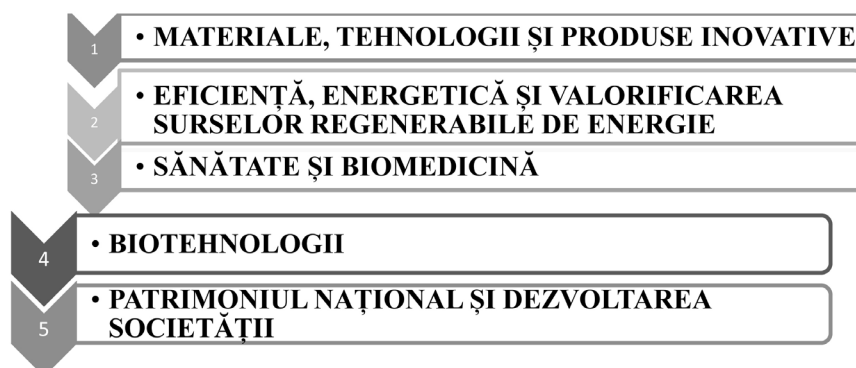 1 • MATERIALE, TEHNOLOGII ȘI PRODUSE INOVATIVE
2 • EFICIENȚĂ, ENERGETICĂ ȘI VALORIFICAREA
SURSELOR REGENERABILE DE ENERGIE
3 • SĂNĂTATE ȘI BIOMEDICINĂ
4 • BIOTEHNOLOGII
5 • PATRIMONIUL NAȚIONAL ȘI DEZVOLTAREA
SOCIETĂȚII